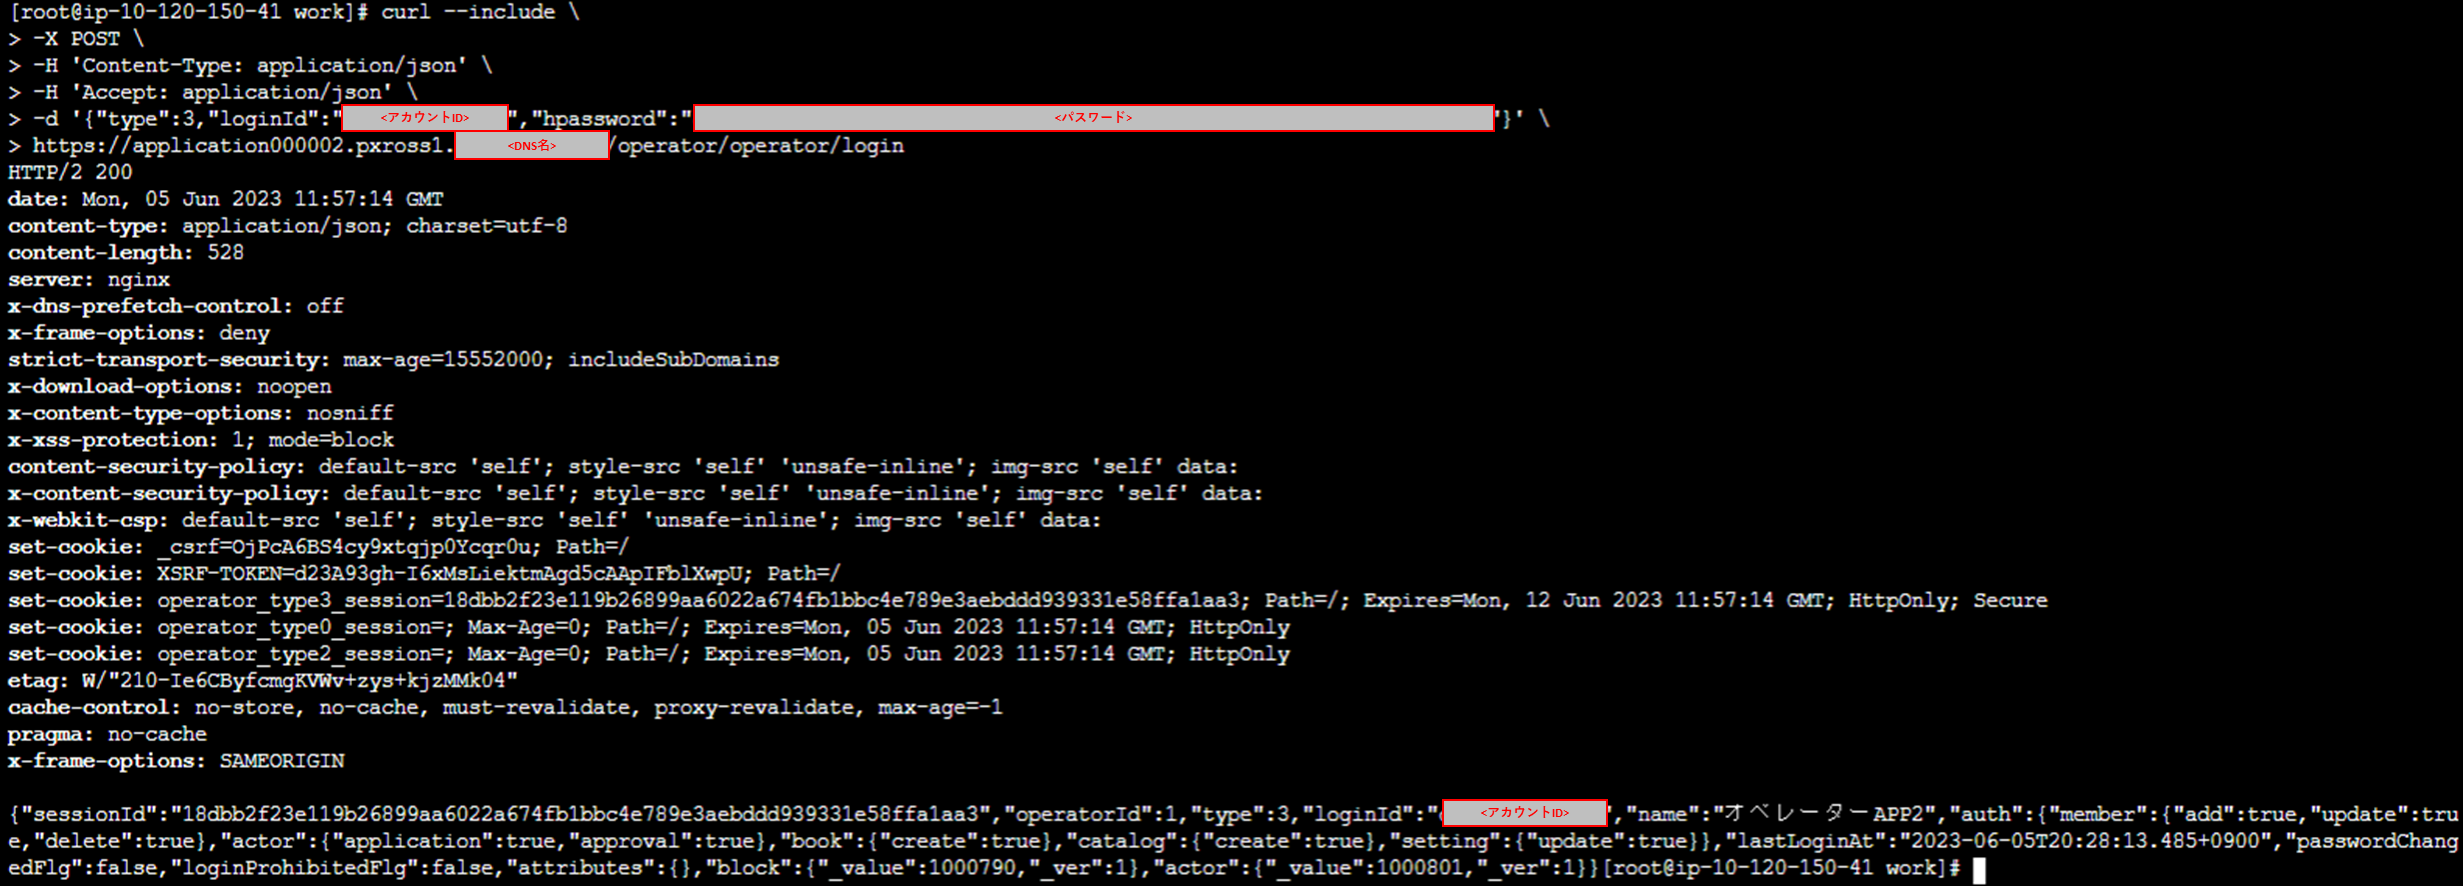 [root@ip-10-120-150-41 work]# curl --include \
> -X POST \
> -H 'Content-Type: application/json' \
> -H 'Accept: application/json' \
> -d '{"type":3,"loginId":"<アカウントID>","hpassword":"<パスワード>"}' \
> https://application000002.pxross1.<DNS名>/operator/operator/login
HTTP/2 200
date: Mon, 05 Jun 2023 11:57:14 GMT
content-type: application/json; charset=utf-8
content-length: 528
server: nginx
x-dns-prefetch-control: off
x-frame-options: deny
strict-transport-security: max-age=15552000; includeSubDomains
x-download-options: noopen
x-content-type-options: nosniff
x-xss-protection: 1; mode=block
content-security-policy: default-src 'self'; style-src 'self' 'unsafe-inline'; img-src 'self' data:
x-content-security-policy: default-src 'self'; style-src 'self' 'unsafe-inline'; img-src 'self' data:
x-webkit-csp: default-src 'self'; style-src 'self' 'unsafe-inline'; img-src 'self' data:
set-cookie: _csrf=OjPcA6BS4cy9xtqjp0Ycqr0u; Path=/
set-cookie: XSRF-TOKEN=d23A93gh-I6xMsLiektmAgd5cAApIFblXwpU; Path=/
set-cookie: operator_type3_session=18dbb2f23e119b26899aa6022a674fb1bbc4e789e3aebddd939331e58ffa1aa3; Path=/; Expires=Mon, 12 Jun 2023 11:57:14 GMT; HttpOnly; Secure
set-cookie: operator_type0_session=; Max-Age=0; Path=/; Expires=Mon, 05 Jun 2023 11:57:14 GMT; HttpOnly
set-cookie: operator_type2_session=; Max-Age=0; Path=/; Expires=Mon, 05 Jun 2023 11:57:14 GMT; HttpOnly
etag: W/"210-Ie6CByfcmgKVWv+zys+kjzMMk04"
cache-control: no-store, no-cache, must-revalidate, proxy-revalidate, max-age=-1
pragma: no-cache
x-frame-options: SAMEORIGIN
{"sessionId":"18dbb2f23e119b26899aa6022a674fb1bbc4e789e3aebddd939331e58ffa1aa3","operatorId":1,"type":3,"loginId":"<アカウントID>","name":"オペレーターAPP2","auth":{"member":{"add":true,"update":tru
e,"delete":true},"actor":{"application":true,"approval":true},"book":{"create":true},"catalog":{"create":true},"setting":{"update":true}},"lastLoginAt":"2023-06-05T20:28:13.485+0900","passwordChang
edFlg":false,"loginProhibitedFlg":false,"attributes":{},"block":{"_value":1000790,"_ver":1},"actor":{"_value":1000801,"_ver":1}}[root@ip-10-120-150-41 work]#